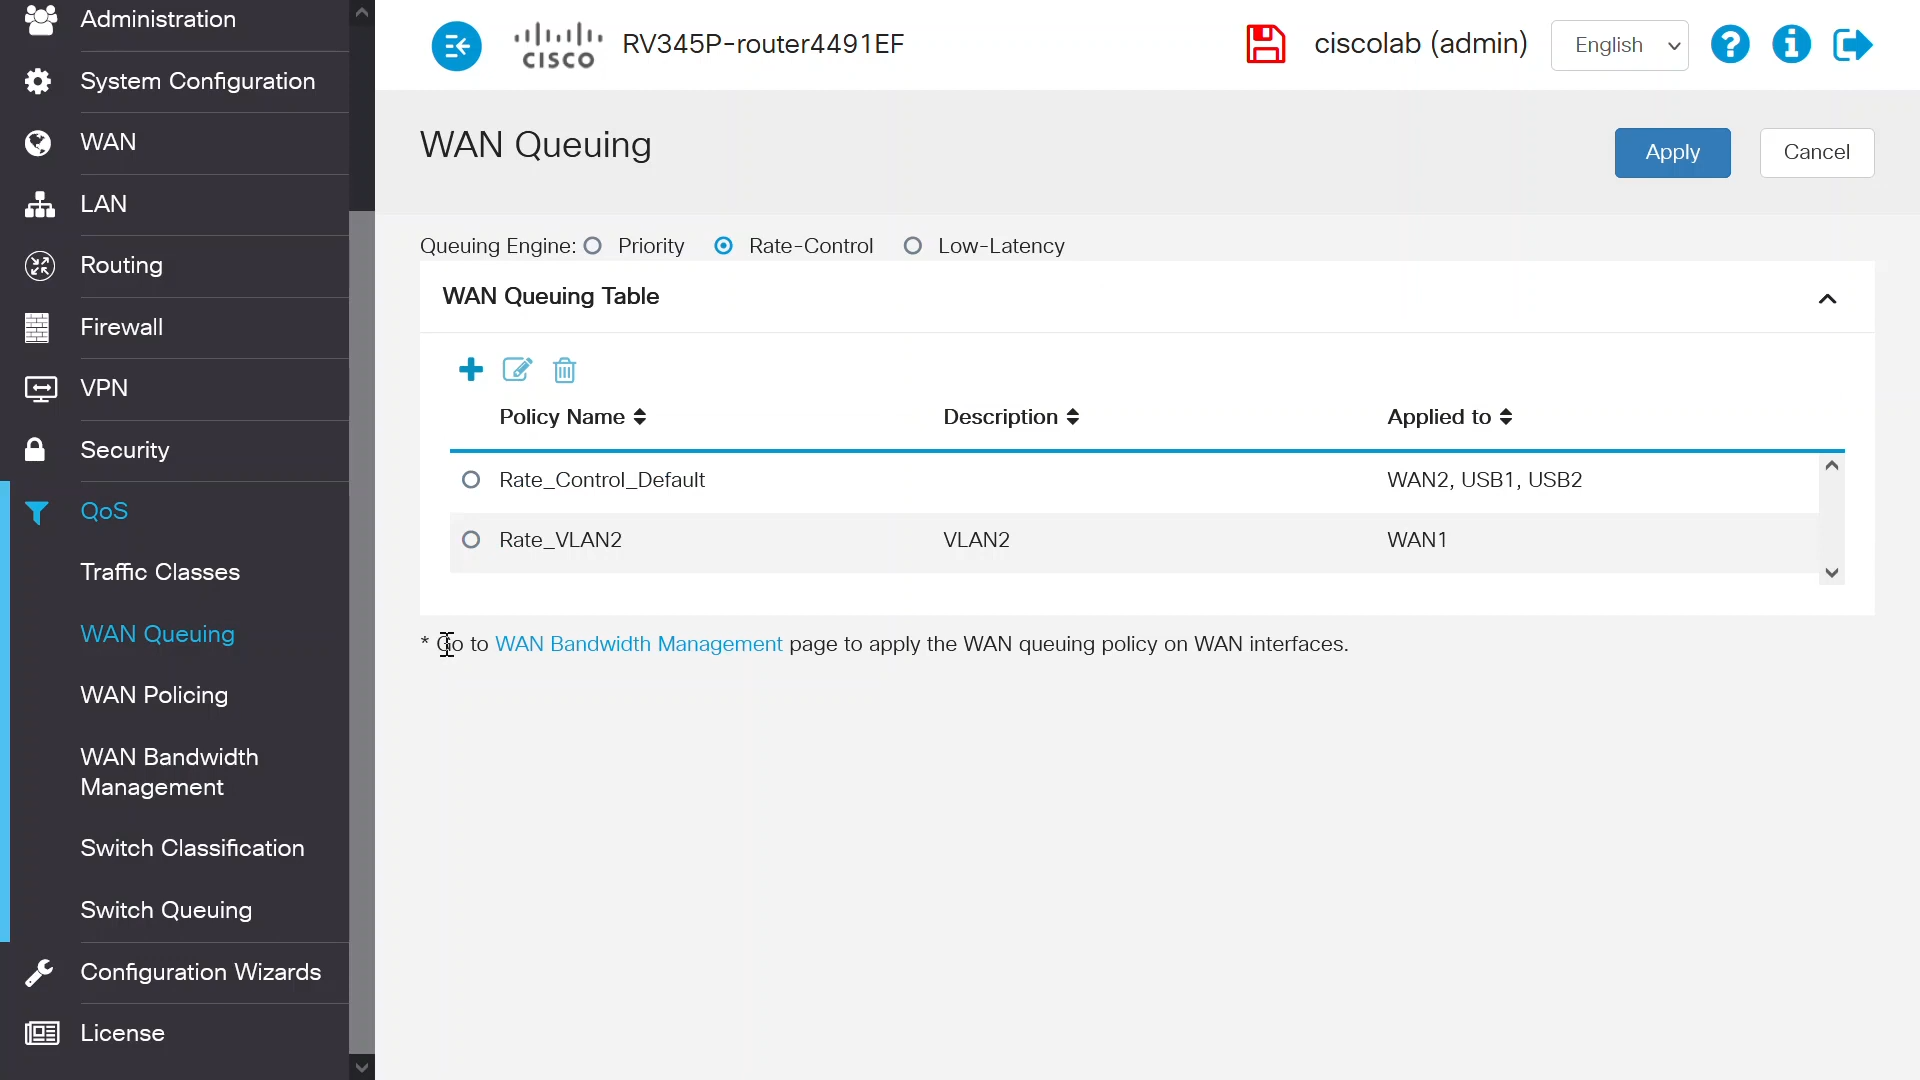 Administration
System Configuration
WAN
LAN
Routing
Firewall
VPN
Security
QoS
Traffic Classes
WAN Queuing
WAN Policing
WAN Bandwidth
Management
Switch Classification
Switch Queuing
Configuration Wizards
License
CISCO RV345P-router4491EF ciscolab (admin) English
WAN Queuing Apply Cancel
Queuing Engine: Priority Rate-Control Low-Latency
WAN Queuing Table
Policy Name Description Applied to
Rate_Control_Default WAN2, USB1, USB2
Rate_VLAN2 VLAN2 WAN1
* Go to WAN Bandwidth Management page to apply the WAN queuing policy on WAN interfaces.